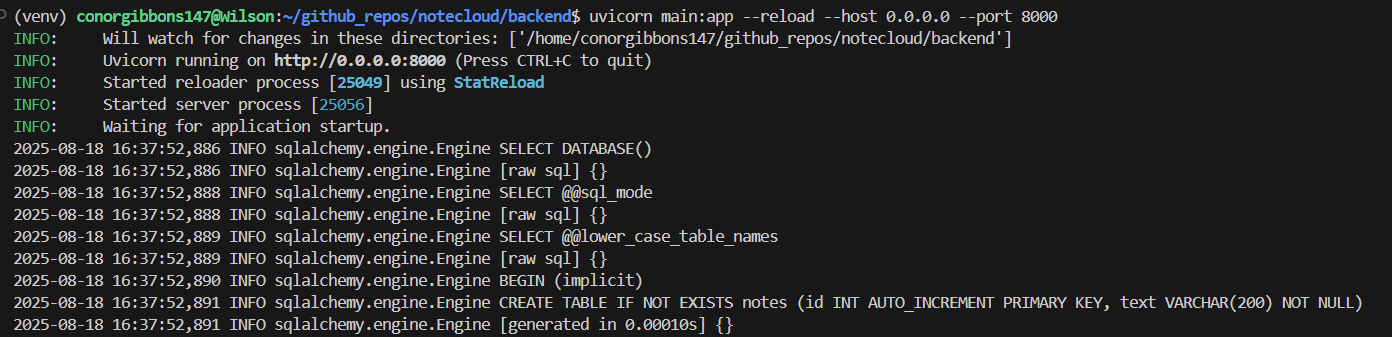 (venv) conorgibbons147@Wilson:~/github_repos/notecloud/backend$ uvicorn main:app --reload --host 0.0.0.0 --port 8000
INFO:     Will watch for changes in these directories: ['/home/conorgibbons147/github_repos/notecloud/backend']
INFO:     Uvicorn running on http://0.0.0.0:8000 (Press CTRL+C to quit)
INFO:     Started reloader process [25049] using StatReload
INFO:     Started server process [25056]
INFO:     Waiting for application startup.
2025-08-18 16:37:52,886 INFO sqlalchemy.engine.Engine SELECT DATABASE()
2025-08-18 16:37:52,886 INFO sqlalchemy.engine.Engine [raw sql] {}
2025-08-18 16:37:52,888 INFO sqlalchemy.engine.Engine SELECT @@sql_mode
2025-08-18 16:37:52,888 INFO sqlalchemy.engine.Engine [raw sql] {}
2025-08-18 16:37:52,889 INFO sqlalchemy.engine.Engine SELECT @@lower_case_table_names
2025-08-18 16:37:52,889 INFO sqlalchemy.engine.Engine [raw sql] {}
2025-08-18 16:37:52,890 INFO sqlalchemy.engine.Engine BEGIN (implicit)
2025-08-18 16:37:52,891 INFO sqlalchemy.engine.Engine CREATE TABLE IF NOT EXISTS notes (id INT AUTO_INCREMENT PRIMARY KEY, text VARCHAR(200) NOT NULL)
2025-08-18 16:37:52,891 INFO sqlalchemy.engine.Engine [generated in 0.00010s] {}